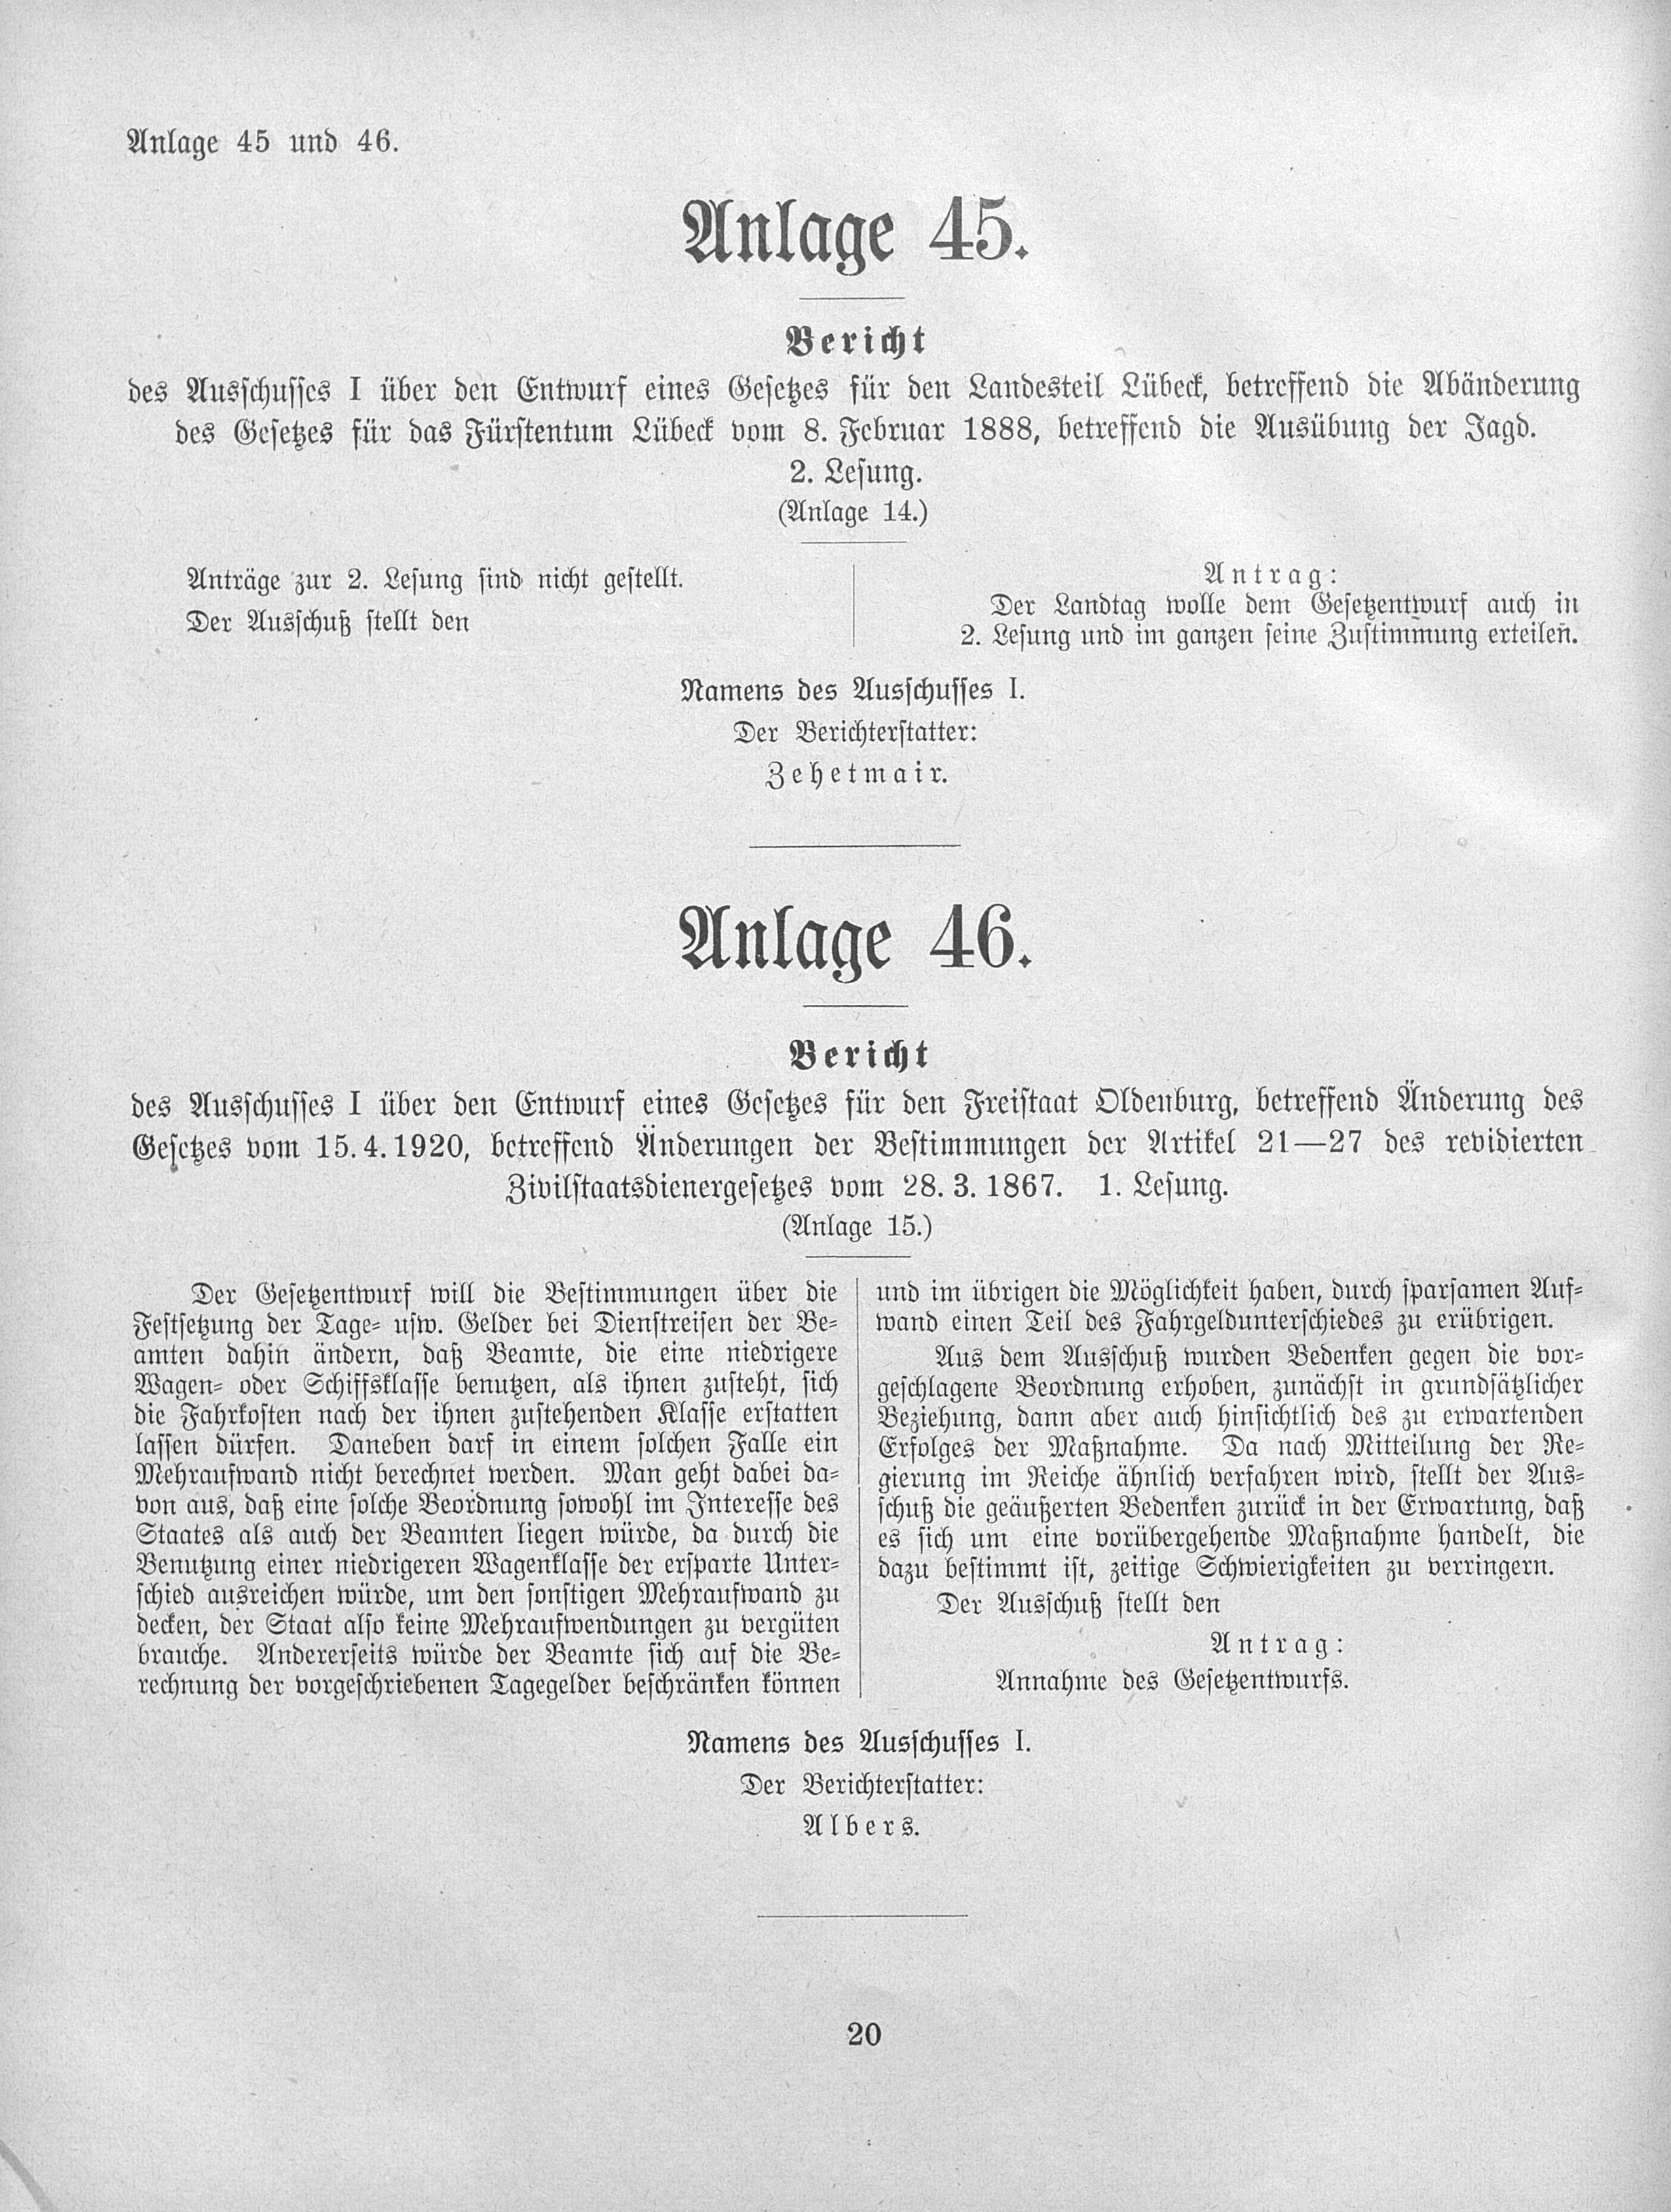 Anlage 45 und 46.
Anlage 45.
Bericht
des Ausschusses I über den Entwurf eines Gesetzes für den Landesteil Lübeck, betreffend die Abänderung
des Gesetzes für das Fürstentum Lübeck vom 8. Februar 1888, betreffend die Ausübung der Jagd.
2. Lesung.
(Anlage 14.)
Anträge zur 2. Lesung sind nicht gestellt.
Der Ausschuß stellt den
Antrag:
Der Landtag wolle dem Gesetzentwurf auch in
2. Lesung und im ganzen seine Zustimmung erteilen.
Namens des Ausschusses I.
Der Berichterstatter:
Zehetmair.
Anlage 46.
Bericht
des Ausschusses I über den Entwurf eines Gesetzes für den Freistaat Oldenburg, betreffend Änderung des
Gesetzes vom 15. 4. 1920, betreffend Änderungen der Bestimmungen der Artikel 21—27 des revidierten
Zivilstaatsdienergesetzes vom 28. 3. 1867. 1. Lesung.
(Anlage 15.)
Der Gesetzentwurf will die Bestimmungen über die
Festsetzung der Tage- usw. Gelder bei Dienstreisen der Be-
amten dahin ändern, daß Beamte, die eine niedrigere
Wagen- oder Schiffsklasse benutzen, als ihnen zusteht, sich
die Fahrkosten nach der ihnen zustehenden Klasse erstatten
lassen dürfen. Daneben darf in einem solchen Falle ein
Mehraufwand nicht berechnet werden. Man geht dabei da-
von aus, daß eine solche Beordnung sowohl im Interesse des
Staates als auch der Beamten liegen würde, da durch die
Benutzung einer niedrigeren Wagenklasse der ersparte Unter-
schied ausreichen würde, um den sonstigen Mehraufwand zu
decken, der Staat also keine Mehraufwendungen zu vergüten
brauche. Andererseits würde der Beamte sich auf die Be-
rechnung der vorgeschriebenen Tagegelder beschränken können
und im übrigen die Möglichkeit haben, durch sparsamen Auf-
wand einen Teil des Fahrgeldunterschiedes zu erübrigen.
Aus dem Ausschuß wurden Bedenken gegen die vor-
geschlagene Beordnung erhoben, zunächst in grundsätzlicher
Beziehung, dann aber auch hinsichtlich des zu erwartenden
Erfolges der Maßnahme. Da nach Mitteilung der Re-
gierung im Reiche ähnlich verfahren wird, stellt der Aus-
schuß die geäußerten Bedenken zurück in der Erwartung, daß
es sich um eine vorübergehende Maßnahme handelt, die
dazu bestimmt ist, zeitige Schwierigkeiten zu verringern.
Der Ausschuß stellt den
Antrag:
Annahme des Gesetzentwurfs.
Namens des Ausschusses I.
Der Berichterstatter:
Albers.
20